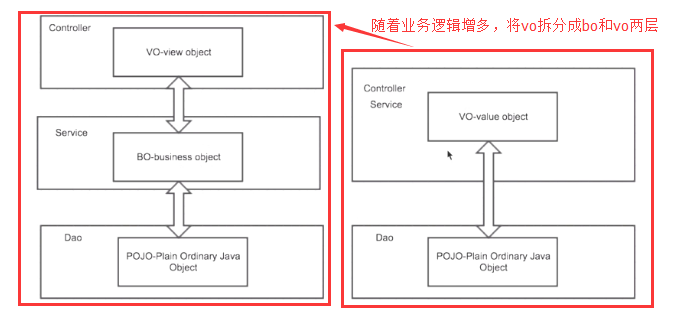 随着业务逻辑增多，将vo拆分成bo和vo两层
Controller
VO-view object
Service
BO-business object
Dao
POJO-Plain Ordinary Java
Object
Controller
Service
VO-value object
Dao
POJO-Plain Ordinary Java
Object